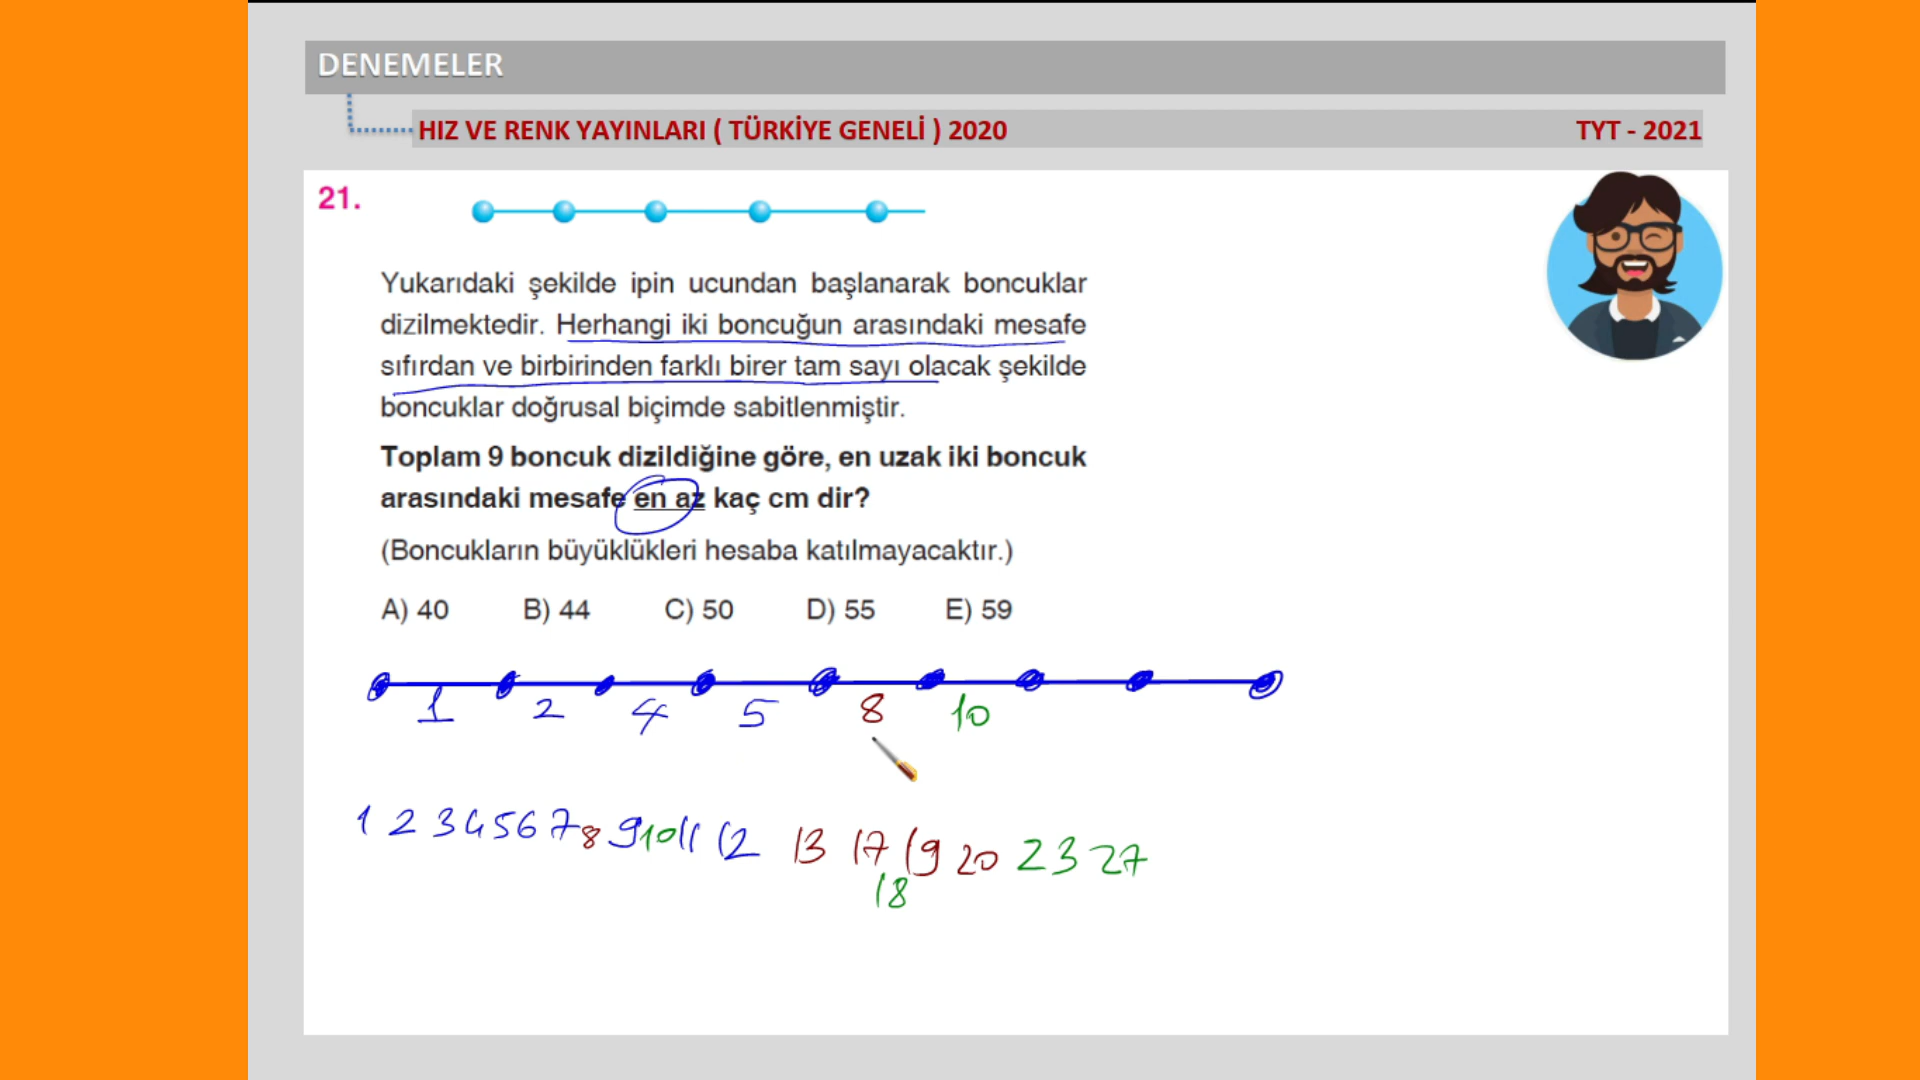 DENEMELER
HIZ VE RENK YAYINLARI ( TÜRKİYE GENELİ ) 2020 TYT - 2021
21.
Yukarıdaki şekilde ipin ucundan başlanarak boncuklar
dizilmektedir. Herhangi iki boncuğun arasındaki mesafe
sıfırdan ve birbirinden farklı birer tam sayı olacak şekilde
boncuklar doğrusal biçimde sabitlenmiştir.
Toplam 9 boncuk dizildiğine göre, en uzak iki boncuk
arasındaki mesafe en az kaç cm dir?
(Boncukların büyüklükleri hesaba katılmayacaktır.)
A) 40 B) 44 C) 50 D) 55 E) 59
1 2 4 5 8 10
1 2 3 4 5 6 7 8 9 10 11 12 13 17 19 20 23 27
18